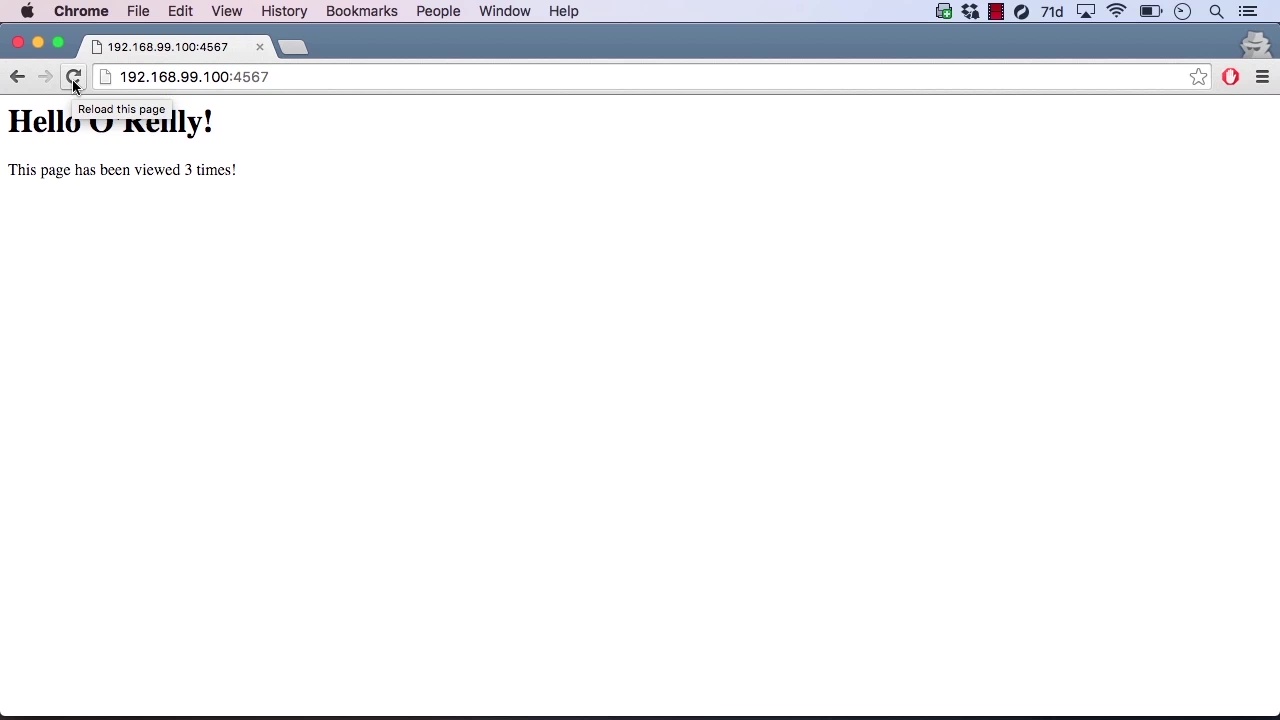 Chrome File Edit View History Bookmarks People Window Help 71d
192.168.99.100:4567
192.168.99.100:4567
Reload this page
Hello O'Reilly!
This page has been viewed 3 times!